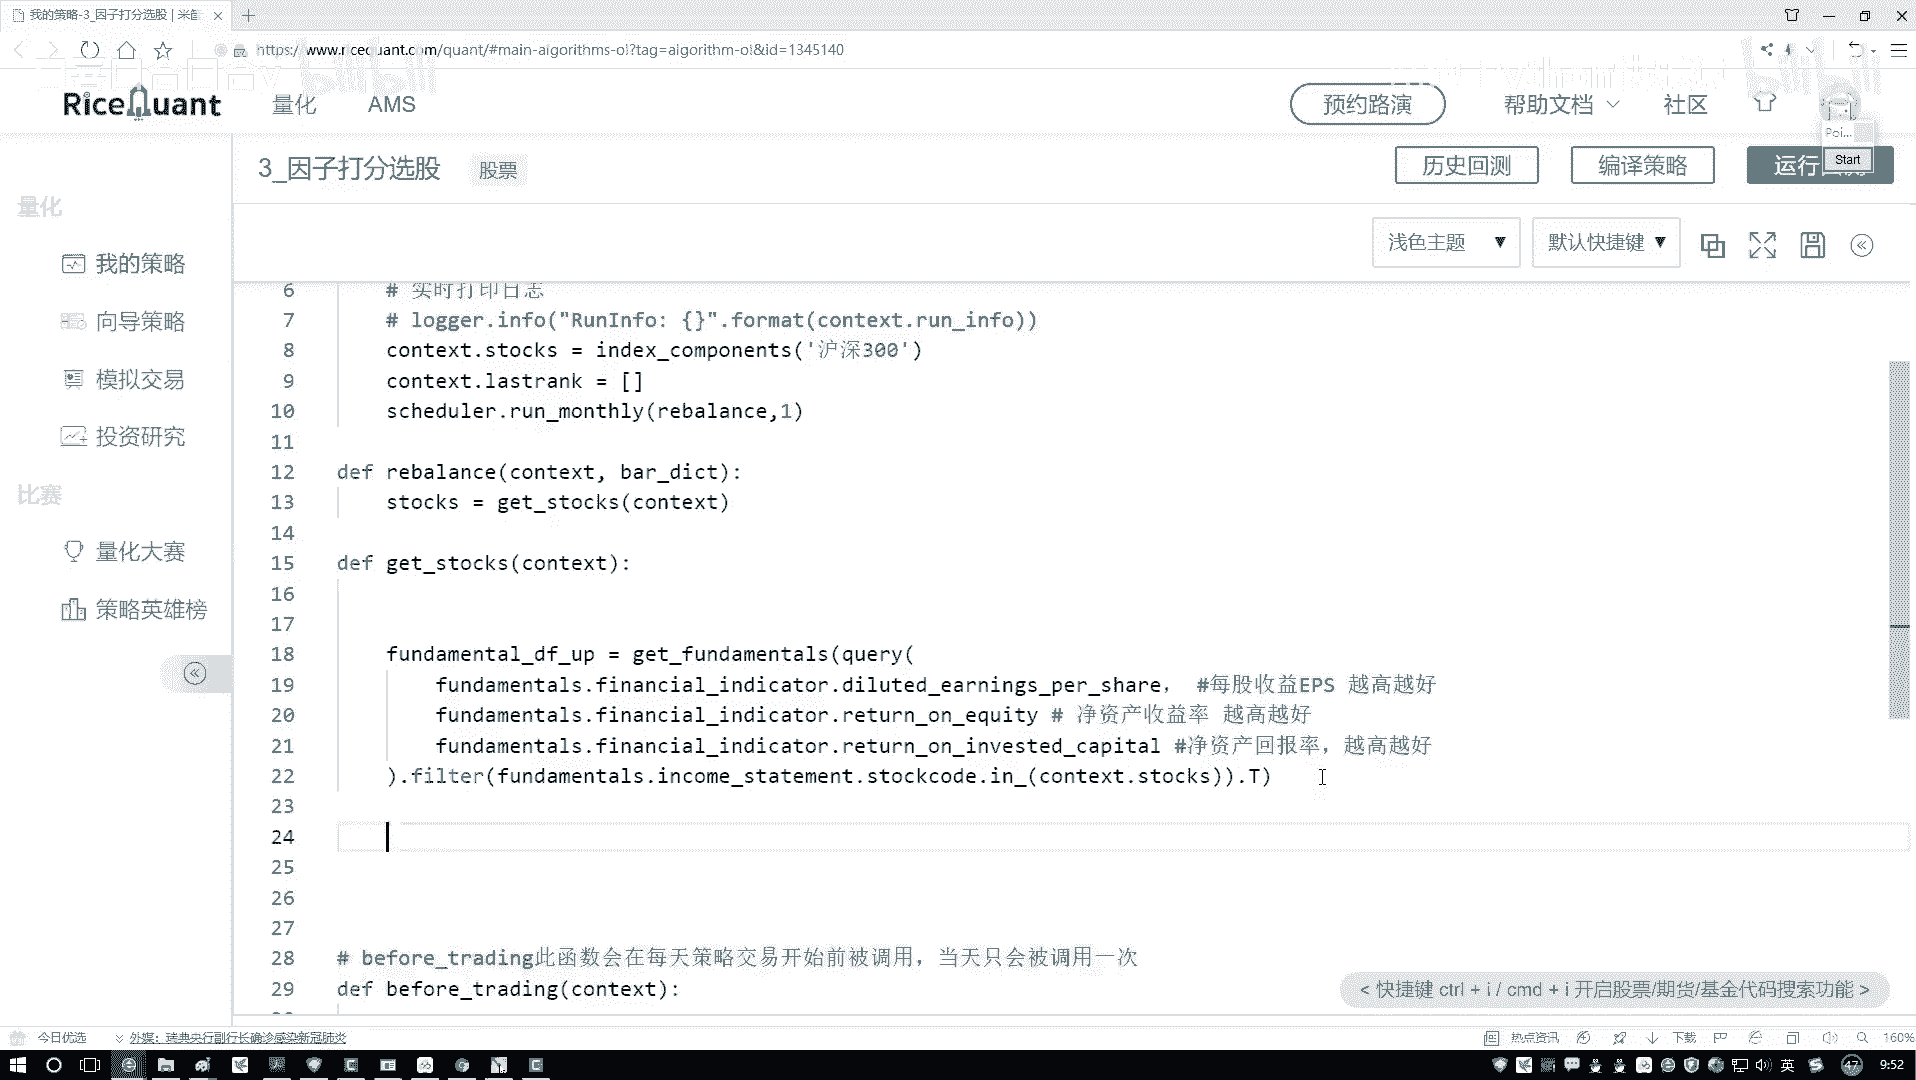 我的策略-3_因子打分选股 | 米筐
https://www.ricequant.com/quant/#main-algorithms-ol?tag=algorithm-ol&id=1345140
RiceQuant 量化 AMS 预约路演 帮助文档 社区
Poi...
Start
3_因子打分选股 股票 历史回测 编译策略 运行
浅色主题 ▼ 默认快捷键 ▼
量化
我的策略
向导策略
模拟交易
投资研究
比赛
量化大赛
策略英雄榜
6 # 实时打印日志
7 # logger.info("RunInfo: {}".format(context.run_info))
8 context.stocks = index_components('沪深300')
9 context.lastrank = []
10 scheduler.run_monthly(rebalance,1)
11
12 def rebalance(context, bar_dict):
13 stocks = get_stocks(context)
14
15 def get_stocks(context):
16
17
18 fundamental_df_up = get_fundamentals(query(
19 fundamentals.financial_indicator.diluted_earnings_per_share， #每股收益EPS 越高越好
20 fundamentals.financial_indicator.return_on_equity # 净资产收益率 越高越好
21 fundamentals.financial_indicator.return_on_invested_capital #净资产回报率，越高越好
22 ).filter(fundamentals.income_statement.stockcode.in_(context.stocks)).T)
23
24
25
26
27
28 # before_trading此函数会在每天策略交易开始前被调用，当天只会被调用一次
29 def before_trading(context):
< 快捷键 ctrl + i / cmd + i 开启股票/期货/基金代码搜索功能 >
今日优选 外媒：瑞典央行副行长确诊感染新冠肺炎 热点资讯 下载 160%
英 47 9:52
bilibili
bilibili